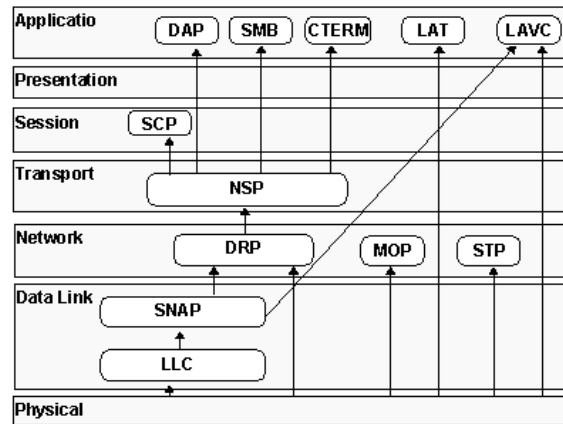 Applicatio
DAP SMB CTERM LAT LAVC
Presentation
Session
SCP
Transport
NSP
Network
DRP MOP STP
Data Link
SNAP
LLC
Physical